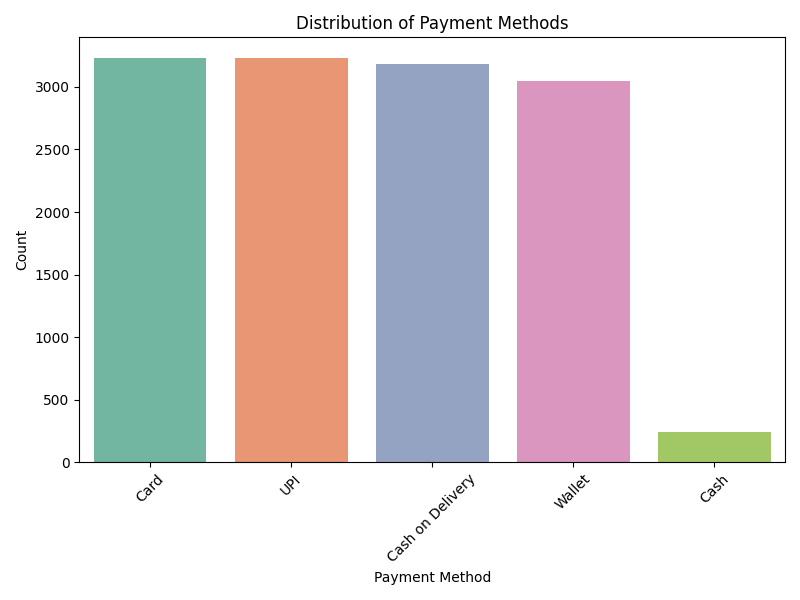 Distribution of Payment Methods
3000
2500
2000
1500
1000
500
0
Count
Card
UPI
Cash on Delivery
Wallet
Cash
Payment Method